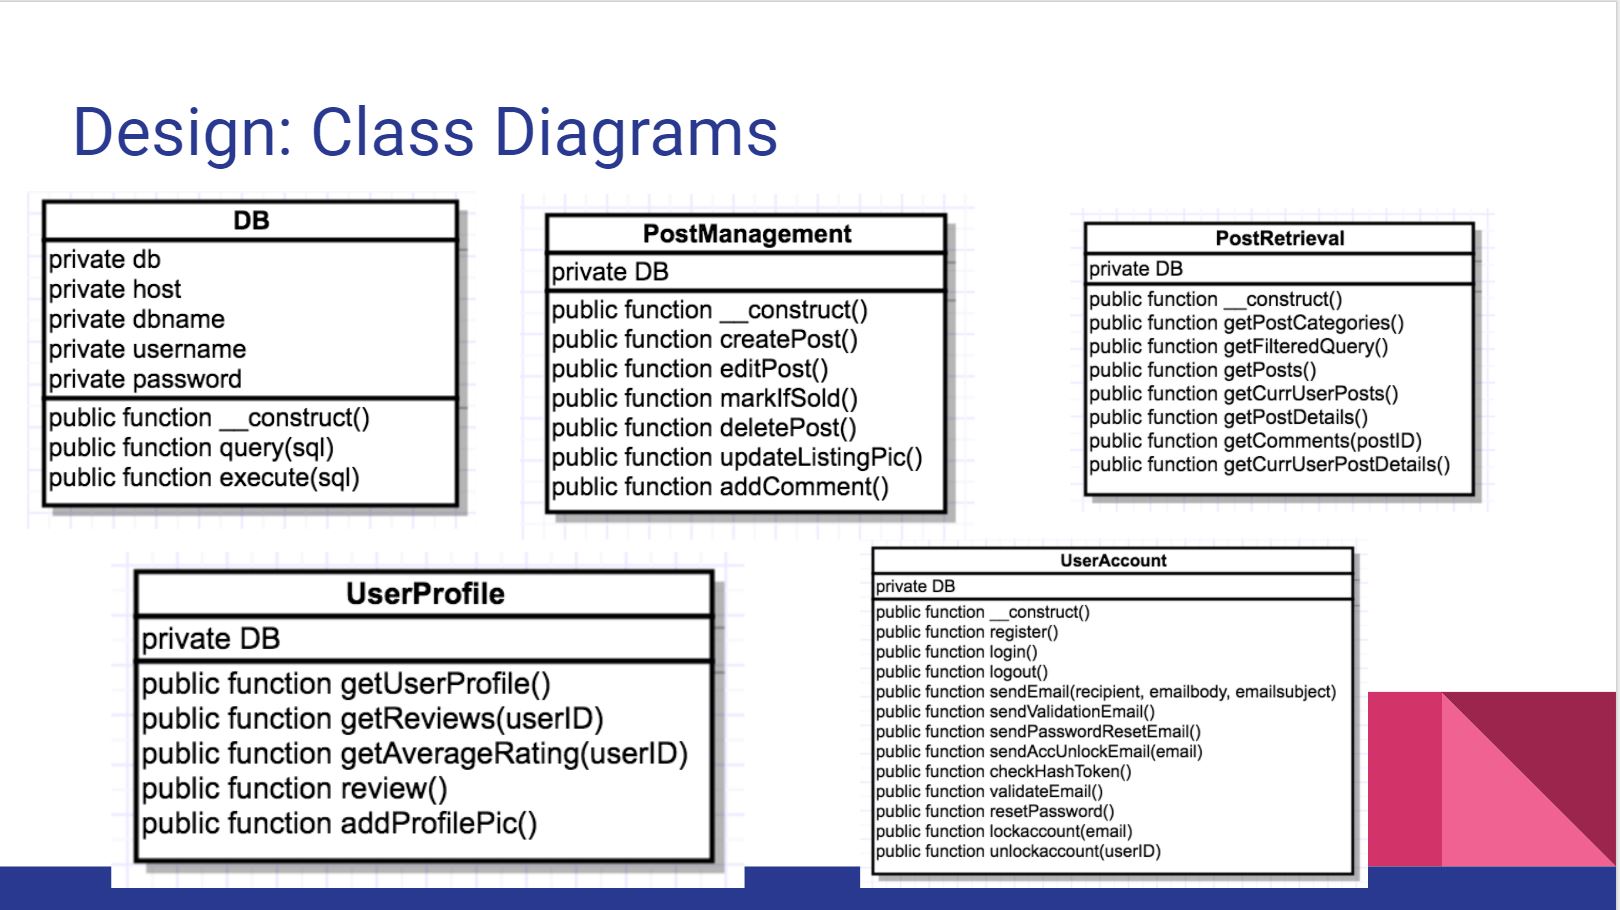 Design: Class Diagrams
DB
private db
private host
private dbname
private username
private password
public function __construct()
public function query(sql)
public function execute(sql)
PostManagement
private DB
public function __construct()
public function createPost()
public function editPost()
public function markIfSold()
public function deletePost()
public function updateListingPic()
public function addComment()
PostRetrieval
private DB
public function __construct()
public function getPostCategories()
public function getFilteredQuery()
public function getPosts()
public function getCurrUserPosts()
public function getPostDetails()
public function getComments(postID)
public function getCurrUserPostDetails()
UserProfile
private DB
public function getUserProfile()
public function getReviews(userID)
public function getAverageRating(userID)
public function review()
public function addProfilePic()
UserAccount
private DB
public function __construct()
public function register()
public function login()
public function logout()
public function sendEmail(recipient, emailbody, emailsubject)
public function sendValidationEmail()
public function sendPasswordResetEmail()
public function sendAccUnlockEmail(email)
public function checkHashToken()
public function validateEmail()
public function resetPassword()
public function lockaccount(email)
public function unlockaccount(userID)